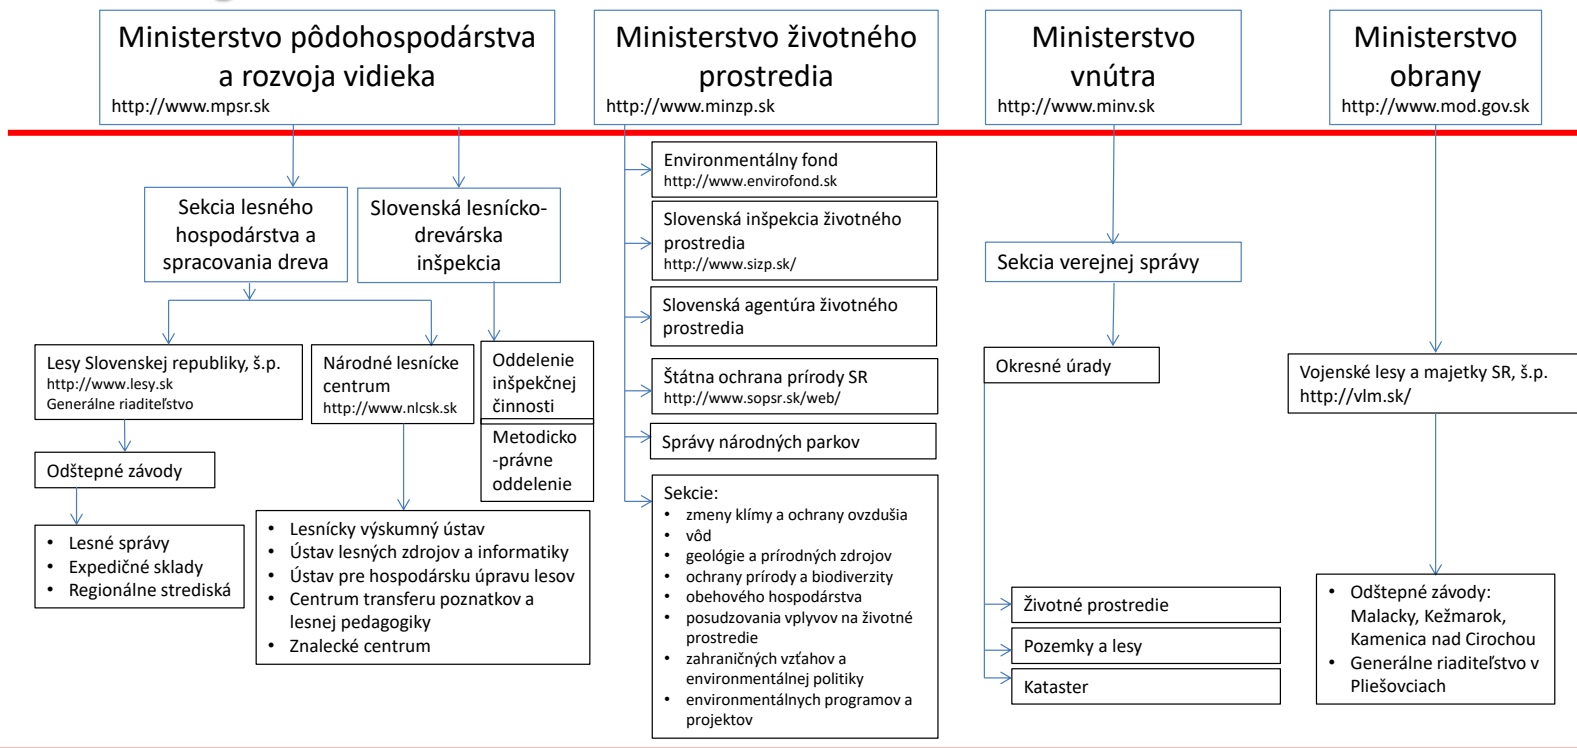 Ministerstvo pôdohospodárstva
a rozvoja vidieka
http://www.mpsr.sk
Ministerstvo životného
prostredia
http://www.minzp.sk
Ministerstvo
vnútra
http://www.minv.sk
Ministerstvo
obrany
http://www.mod.gov.sk
Sekcia lesného
hospodárstva a
spracovania dreva
Slovenská lesnícko-
drevárska
inšpekcia
Lesy Slovenskej republiky, š.p.
http://www.lesy.sk
Generálne riaditeľstvo
Národné lesnícke
centrum
http://www.nlcsk.sk
Oddelenie
inšpekčnej
činnosti
Metodicko
-právne
oddelenie
Odštepné závody
• Lesné správy
• Expedičné sklady
• Regionálne strediská
• Lesnícky výskumný ústav
• Ústav lesných zdrojov a informatiky
• Ústav pre hospodársku úpravu lesov
• Centrum transferu poznatkov a
lesnej pedagogiky
• Znalecké centrum
Environmentálny fond
http://www.envirofond.sk
Slovenská inšpekcia životného
prostredia
http://www.sizp.sk/
Slovenská agentúra životného
prostredia
Štátna ochrana prírody SR
http://www.sopsr.sk/web/
Správy národných parkov
Sekcie:
• zmeny klímy a ochrany ovzdušia
• vôd
• geológie a prírodných zdrojov
• ochrany prírody a biodiverzity
• obehového hospodárstva
• posudzovania vplyvov na životné
prostredie
• zahraničných vzťahov a
environmentálnej politiky
• environmentálnych programov a
projektov
Sekcia verejnej správy
Okresné úrady
Životné prostredie
Pozemky a lesy
Kataster
Vojenské lesy a majetky SR, š.p.
http://vlm.sk/
• Odštepné závody:
Malacky, Kežmarok,
Kamenica nad Cirochou
• Generálne riaditeľstvo v
Pliešovciach